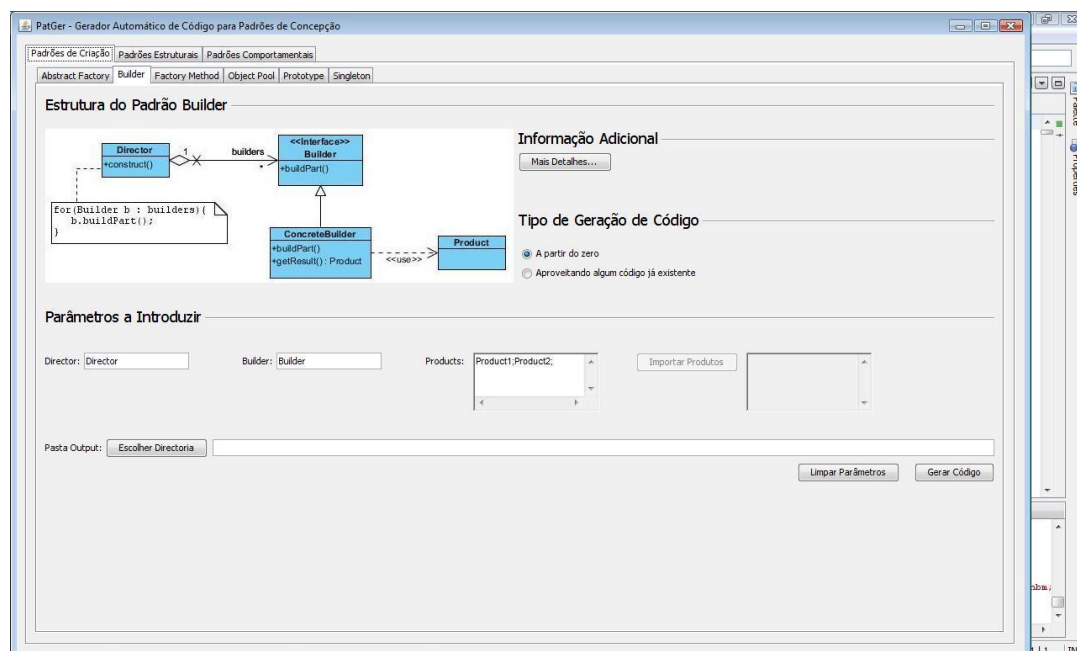 PatGer - Gerador Automático de Código para Padrões de Concepção
Padrões de Criação Padrões Estruturais Padrões Comportamentais
Abstract Factory Builder Factory Method Object Pool Prototype Singleton
Estrutura do Padrão Builder
Director
+construct()
1
builders
*
<<Interface>>
Builder
+buildPart()
for(Builder b : builders){
b.buildPart();
}
ConcreteBuilder
+buildPart()
+getResult() : Product
<<use>>
Product
Informação Adicional
Mais Detalhes...
Tipo de Geração de Código
A partir do zero
Aproveitando algum código já existente
Parâmetros a Introduzir
Director: Director
Builder: Builder
Products: Product1;Product2;
Importar Produtos
Pasta Output: Escolher Directoria
Limpar Parâmetros Gerar Código
Palette
Properties